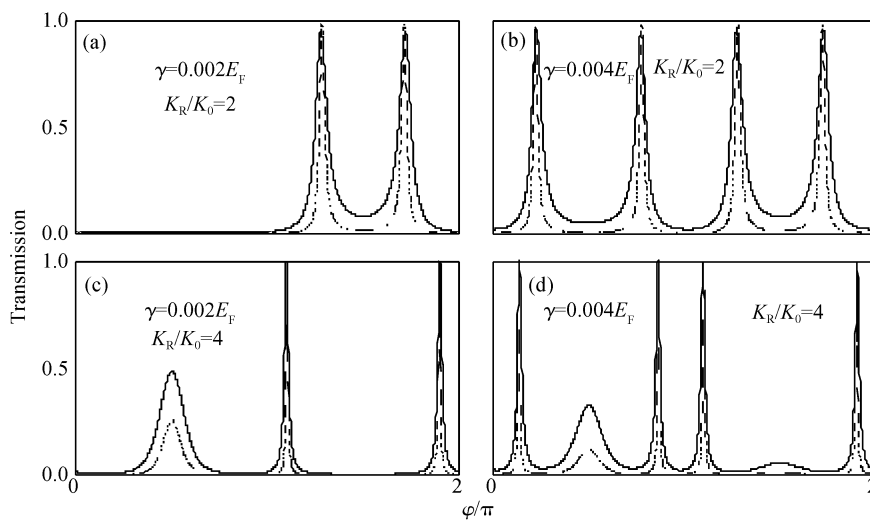 Transmission
1.0
0.5
0.0
(a)
γ=0.002E_F
K_R/K_0=2
(b)
γ=0.004E_F
K_R/K_0=2
1.0
0.5
0.0
(c)
γ=0.002E_F
K_R/K_0=4
(d)
γ=0.004E_F
K_R/K_0=4
0
2
0
2
φ/π